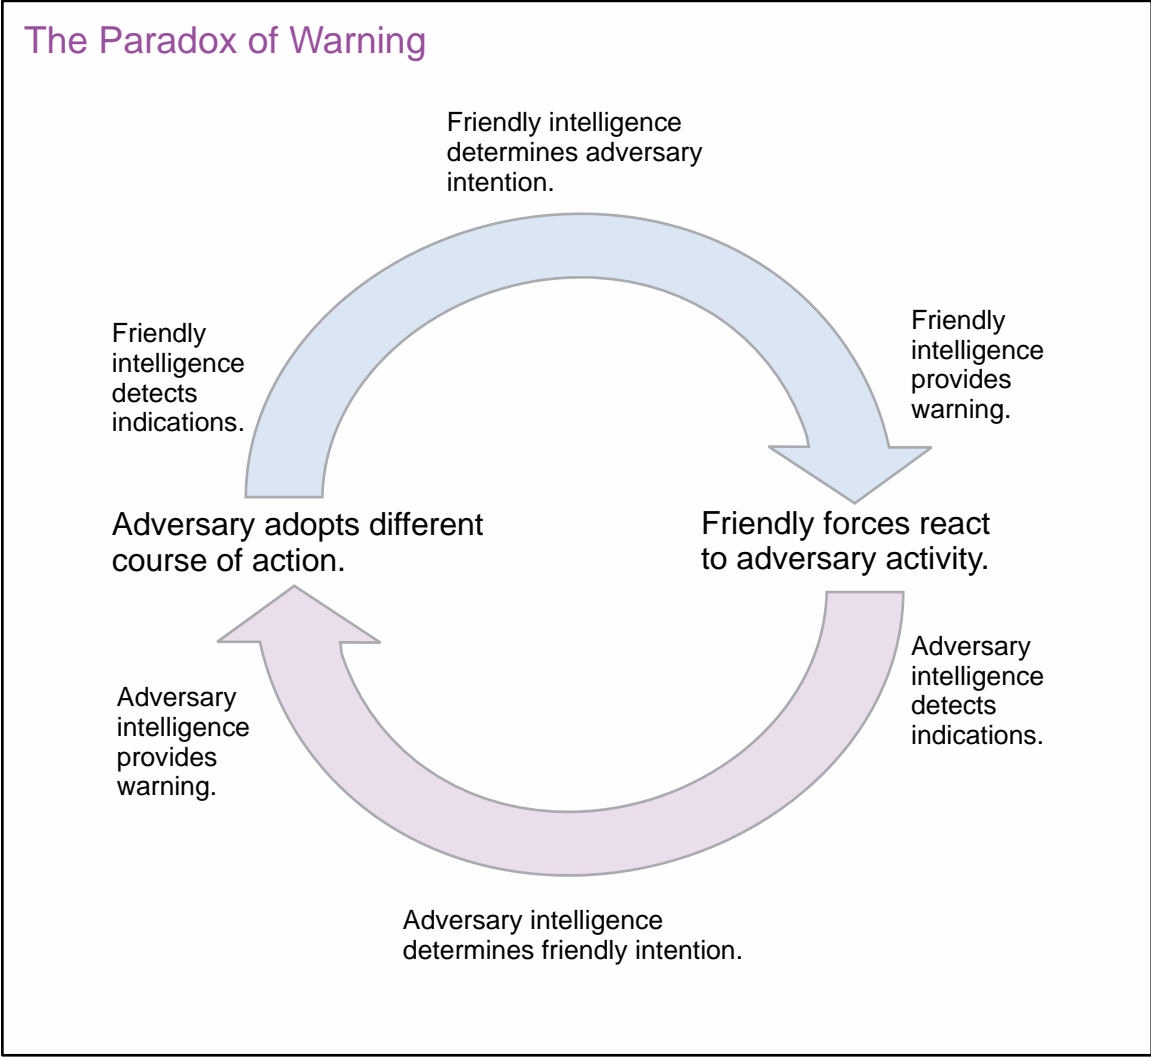 The Paradox of Warning
Friendly intelligence
determines adversary
intention.
Friendly
intelligence
detects
indications.
Friendly
intelligence
provides
warning.
Adversary adopts different
course of action.
Friendly forces react
to adversary activity.
Adversary
intelligence
detects
indications.
Adversary
intelligence
provides
warning.
Adversary intelligence
determines friendly intention.